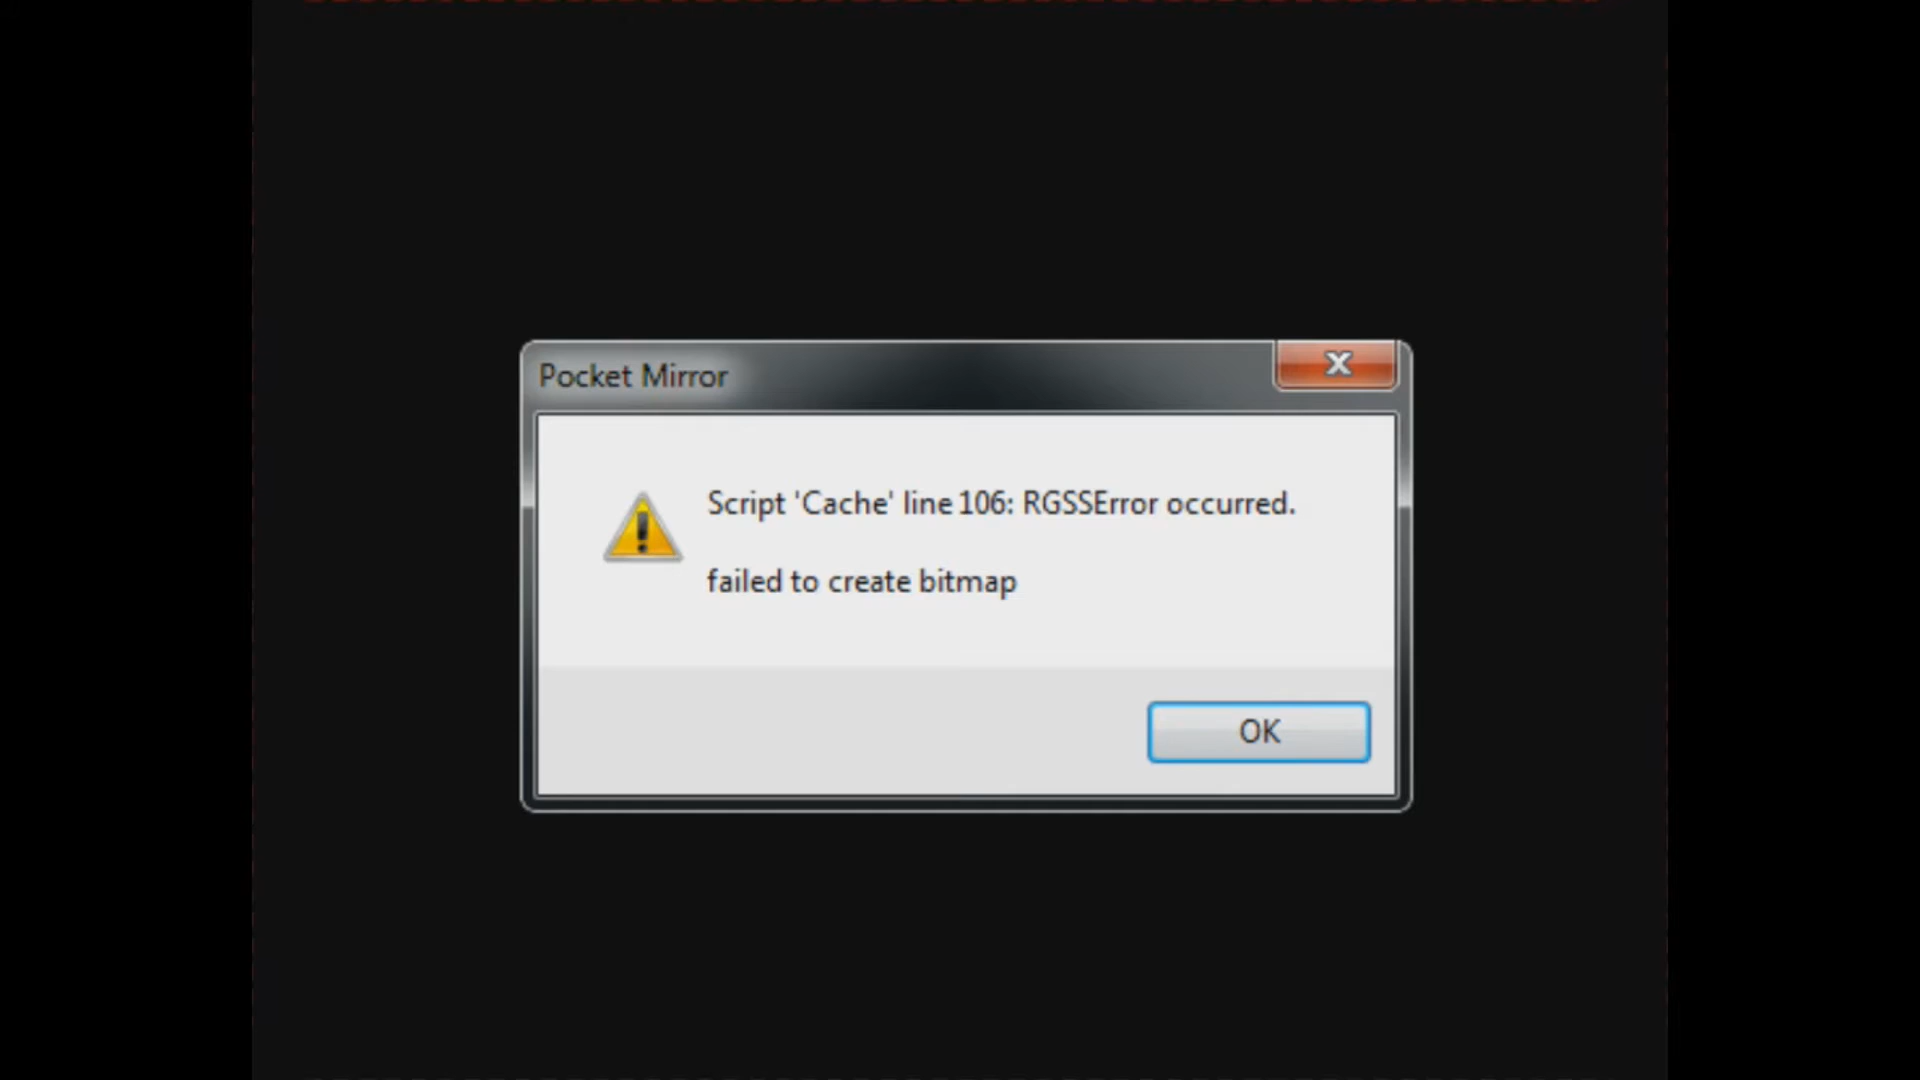 Pocket Mirror
Script 'Cache' line 106: RGSSError occurred.
failed to create bitmap
OK